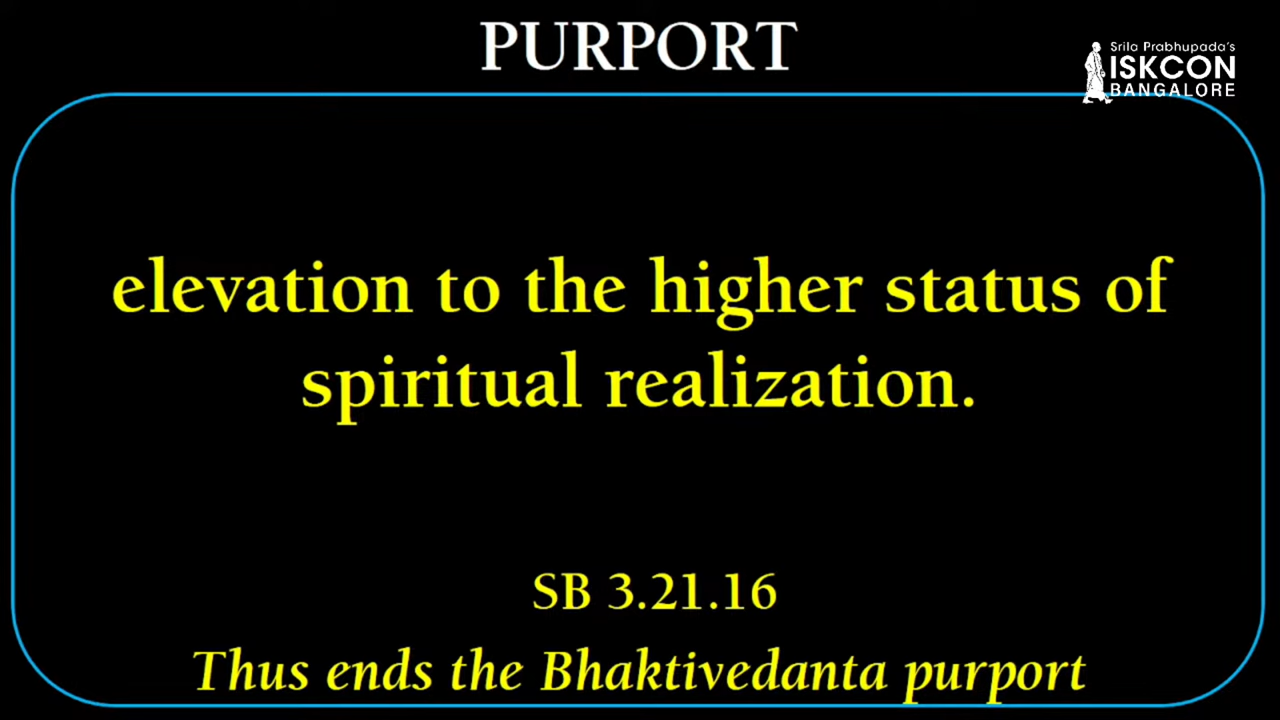 PURPORT
Srila Prabhupada's
ISKCON
BANGALORE
elevation to the higher status of
spiritual realization.
SB 3.21.16
Thus ends the Bhaktivedanta purport